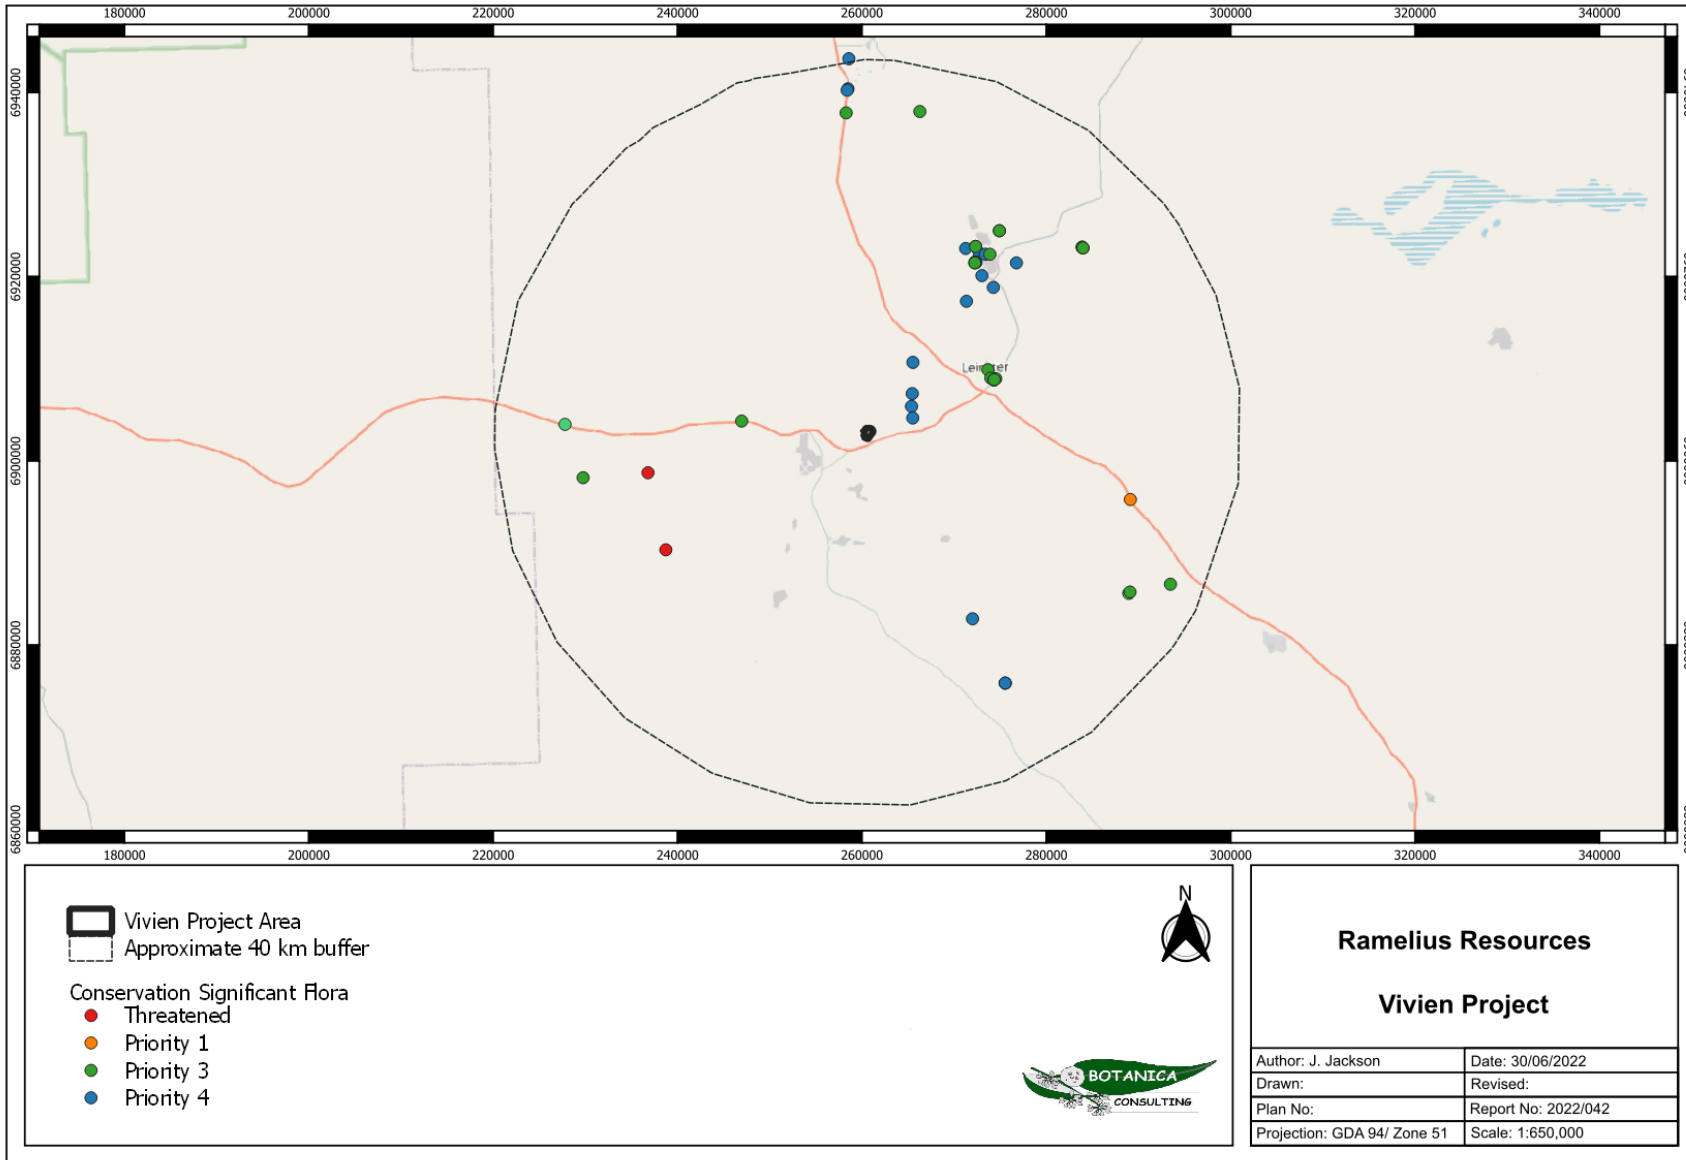 180000 200000 220000 240000 260000 280000 300000 320000 340000
6940000
6920000
6900000
6880000
6860000
180000 200000 220000 240000 260000 280000 300000 320000 340000
Vivien Project Area
Approximate 40 km buffer
Conservation Significant Flora
Threatened
Priority 1
Priority 3
Priority 4
N
BOTANICA
CONSULTING
Ramelius Resources
Vivien Project
Author: J. Jackson Date: 30/06/2022
Drawn: Revised:
Plan No: Report No: 2022/042
Projection: GDA 94/ Zone 51 Scale: 1:650,000